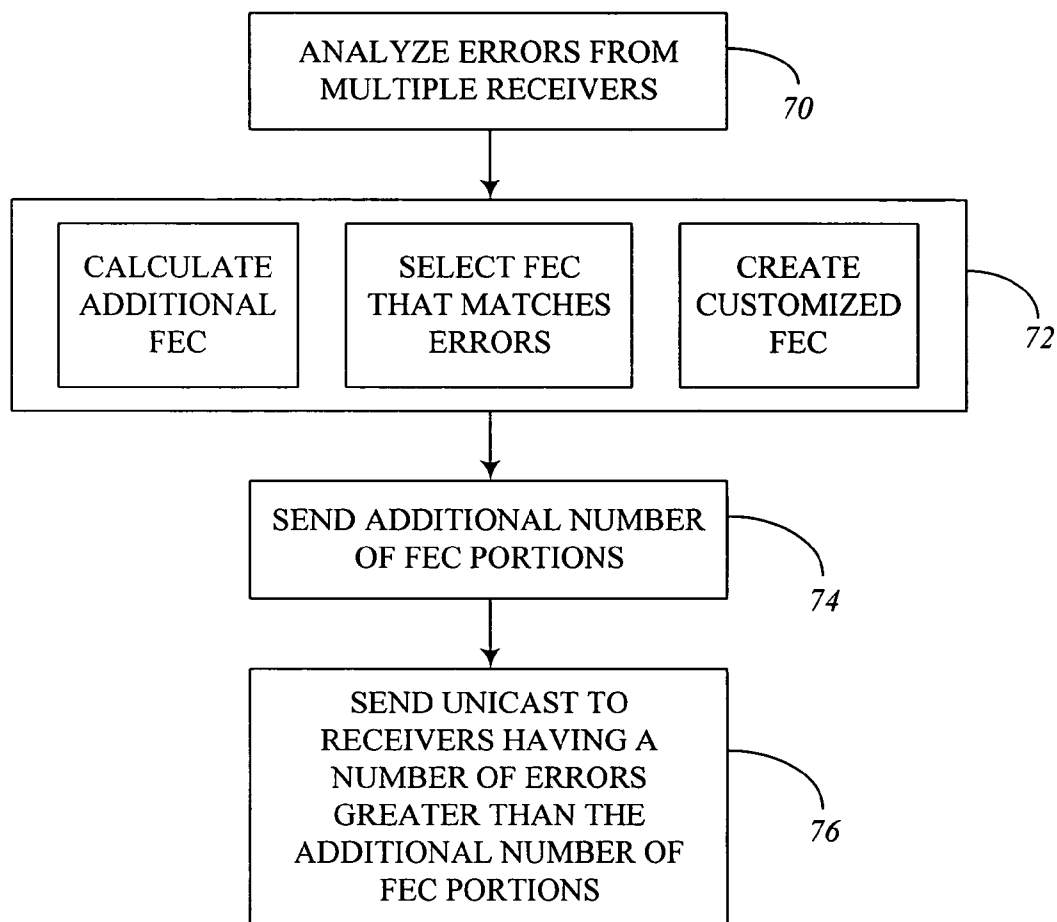 ANALYZE ERRORS FROM
MULTIPLE RECEIVERS
70
CALCULATE
ADDITIONAL
FEC
SELECT FEC
THAT MATCHES
ERRORS
CREATE
CUSTOMIZED
FEC
72
SEND ADDITIONAL NUMBER
OF FEC PORTIONS
74
SEND UNICAST TO
RECEIVERS HAVING A
NUMBER OF ERRORS
GREATER THAN THE
ADDITIONAL NUMBER OF
FEC PORTIONS
76